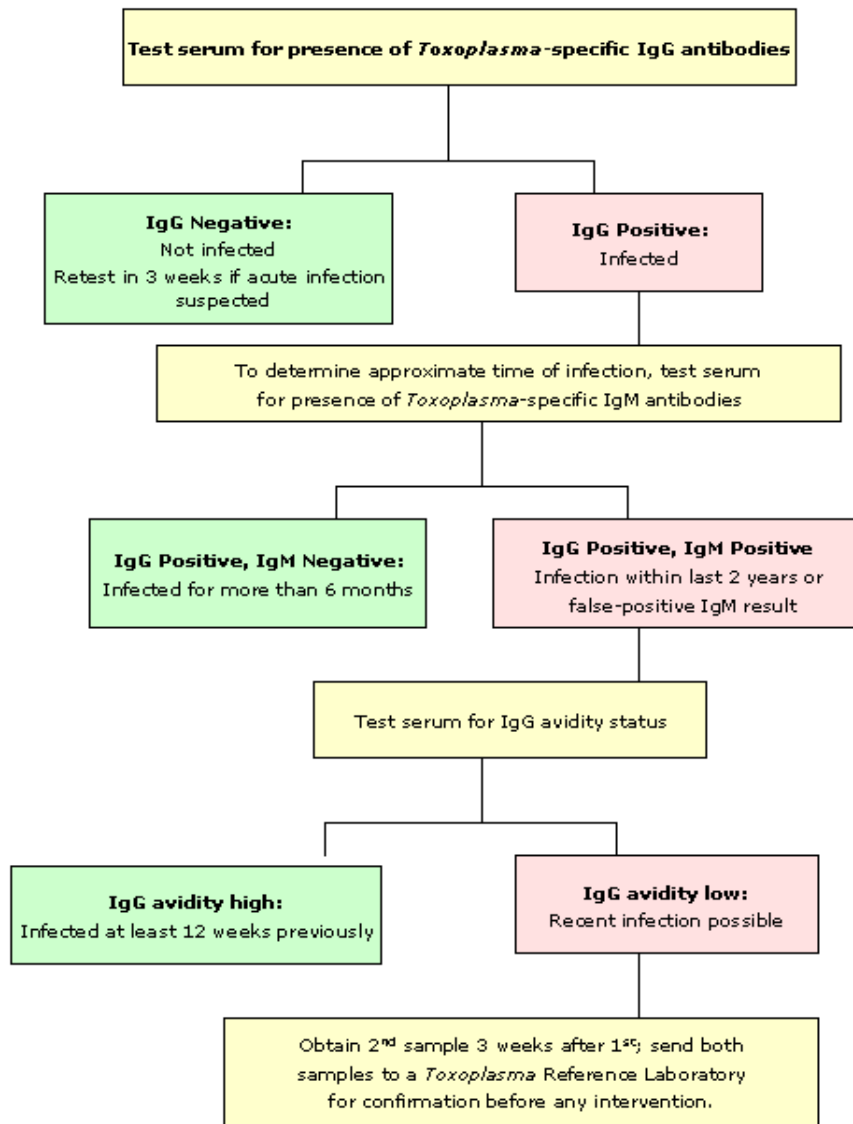 Test serum for presence of Toxoplasma-specific IgG antibodies
IgG Negative:
Not infected
Retest in 3 weeks if acute infection
suspected
IgG Positive:
Infected
To determine approximate time of infection, test serum
for presence of Toxoplasma-specific IgM antibodies
IgG Positive, IgM Negative:
Infected for more than 6 months
IgG Positive, IgM Positive
Infection within last 2 years or
false-positive IgM result
Test serum for IgG avidity status
IgG avidity high:
Infected at least 12 weeks previously
IgG avidity low:
Recent infection possible
Obtain 2nd sample 3 weeks after 1st; send both
samples to a Toxoplasma Reference Laboratory
for confirmation before any intervention.